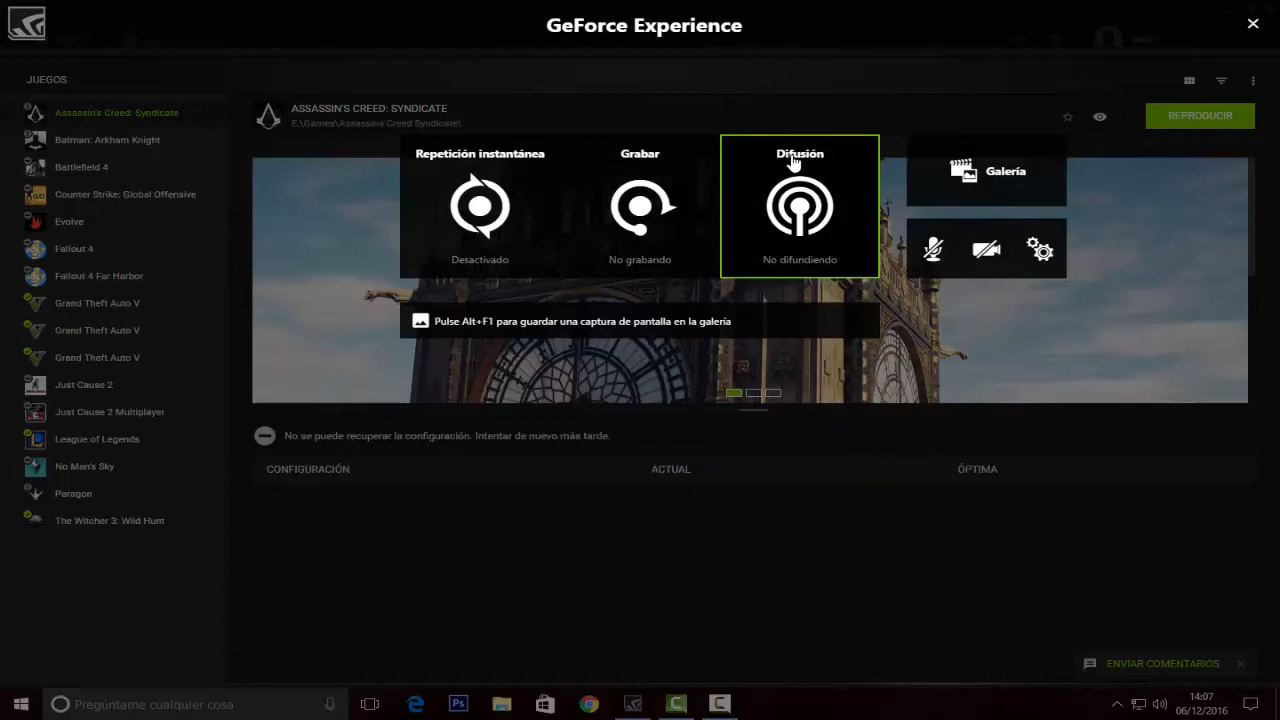 GeForce Experience
JUEGOS
Assassin's Creed: Syndicate
Batman: Arkham Knight
Battlefield 4
Counter Strike: Global Offensive
Evolve
Fallout 4
Fallout 4 Far Harbor
Grand Theft Auto V
Grand Theft Auto V
Grand Theft Auto V
Just Cause 2
Just Cause 2 Multiplayer
League of Legends
No Man's Sky
Paragon
The Witcher 3: Wild Hunt
ASSASSIN'S CREED: SYNDICATE
E:\Games\Assassins Creed Syndicate\
REPRODUCIR
Repetición instantánea
Desactivado
Grabar
No grabando
Difusión
No difundiendo
Galería
Pulse Alt+F1 para guardar una captura de pantalla en la galería
No se puede recuperar la configuración. Intentar de nuevo más tarde.
CONFIGURACIÓN ACTUAL ÓPTIMA
ENVIAR COMENTARIOS
Pregúntame cualquier cosa
14:07
06/12/2016